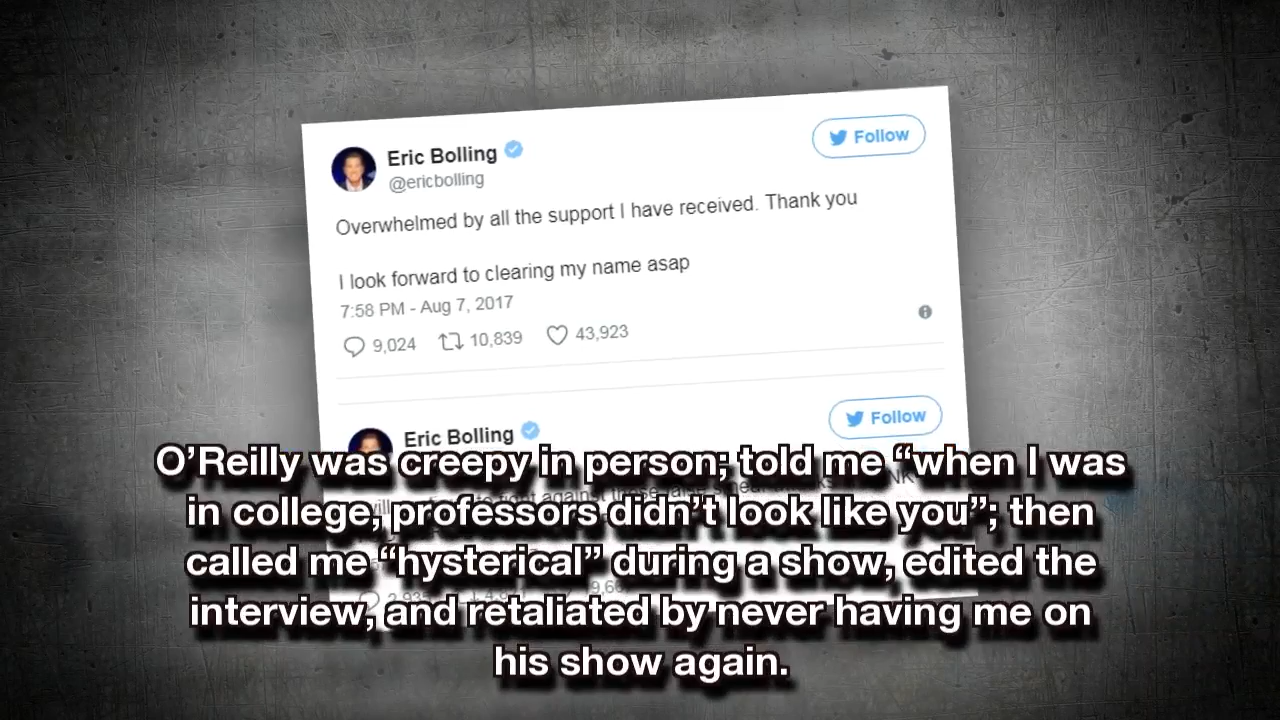 Eric Bolling
Follow
@ericbolling
Overwhelmed by all the support I have received. Thank you
I look forward to clearing my name asap
7:58 PM - Aug 7, 2017
9,024 10,839 43,923
Eric Bolling
Follow
O’Reilly was creepy in person; told me “when I was
in college, professors didn’t look like you”; then
called me “hysterical” during a show, edited the
interview, and retaliated by never having me on
his show again.